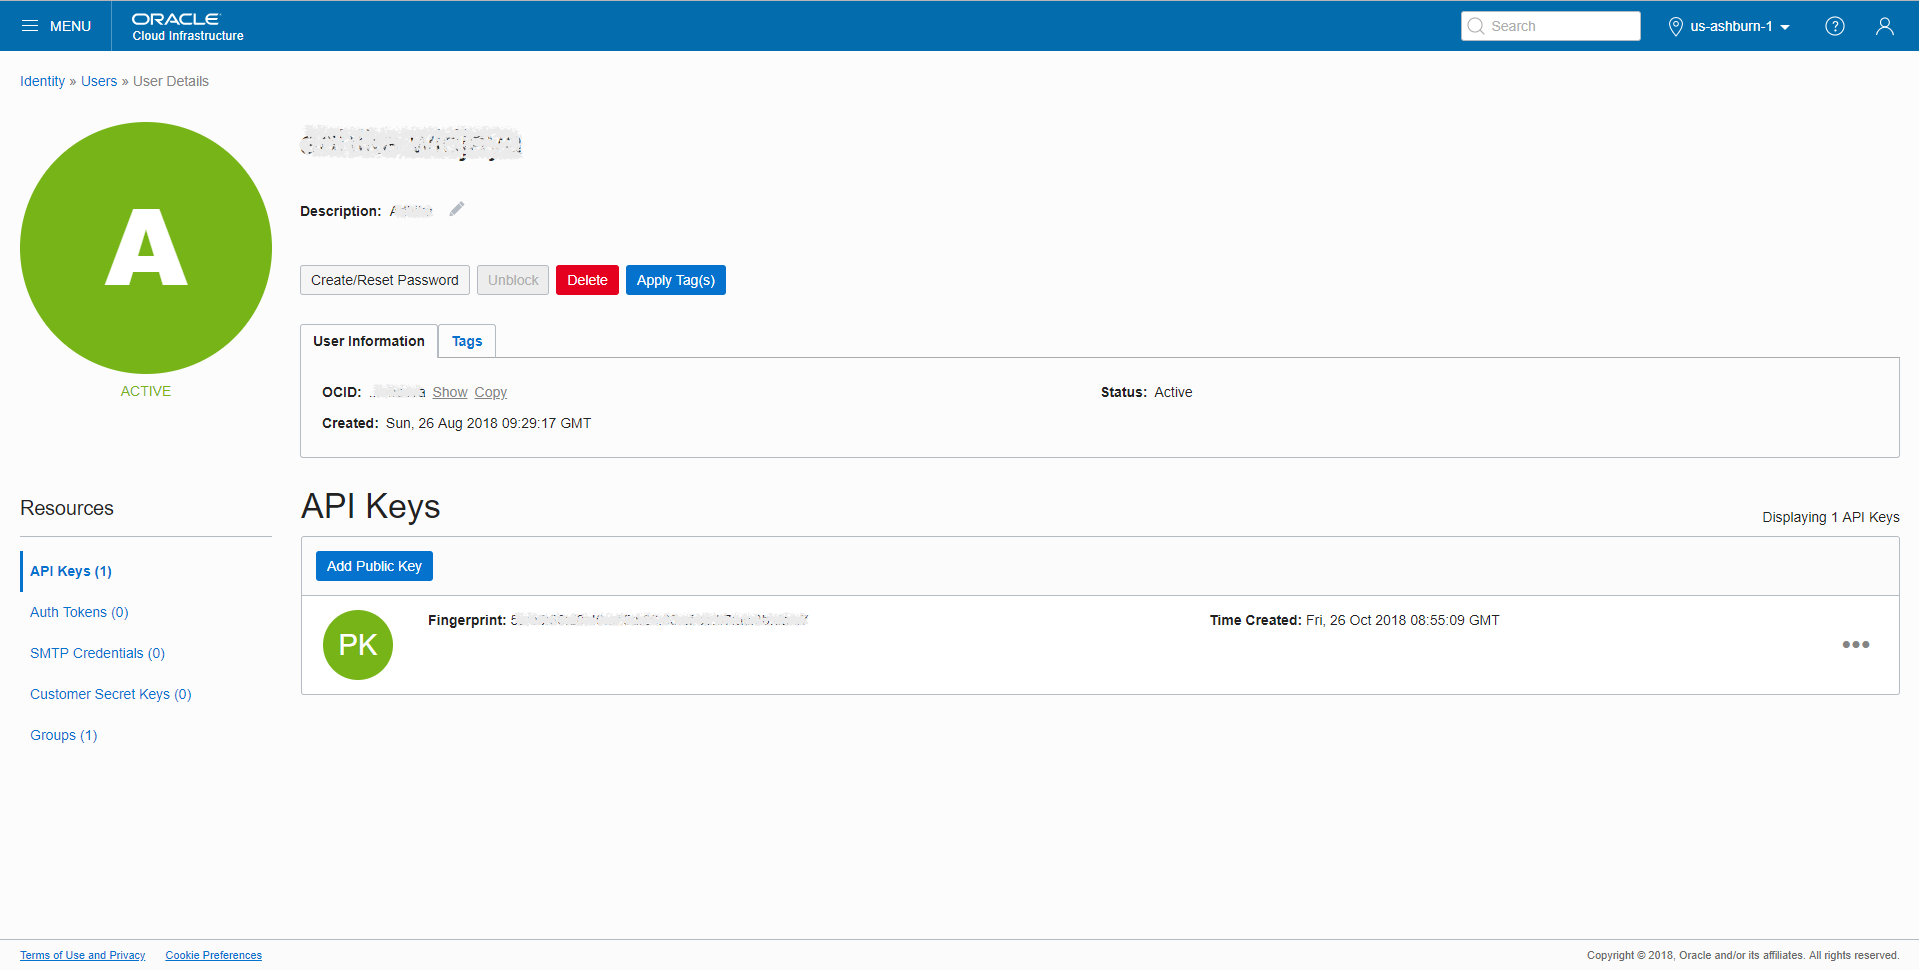 MENU
ORACLE
Cloud Infrastructure
Search
us-ashburn-1
?
Identity » Users » User Details
A
ACTIVE
Description:
Create/Reset Password Unblock Delete Apply Tag(s)
User Information Tags
OCID: Show Copy
Status: Active
Created: Sun, 26 Aug 2018 09:29:17 GMT
Resources
API Keys (1)
Auth Tokens (0)
SMTP Credentials (0)
Customer Secret Keys (0)
Groups (1)
API Keys
Displaying 1 API Keys
Add Public Key
PK
Fingerprint:
Time Created: Fri, 26 Oct 2018 08:55:09 GMT
Terms of Use and Privacy Cookie Preferences
Copyright © 2018, Oracle and/or its affiliates. All rights reserved.